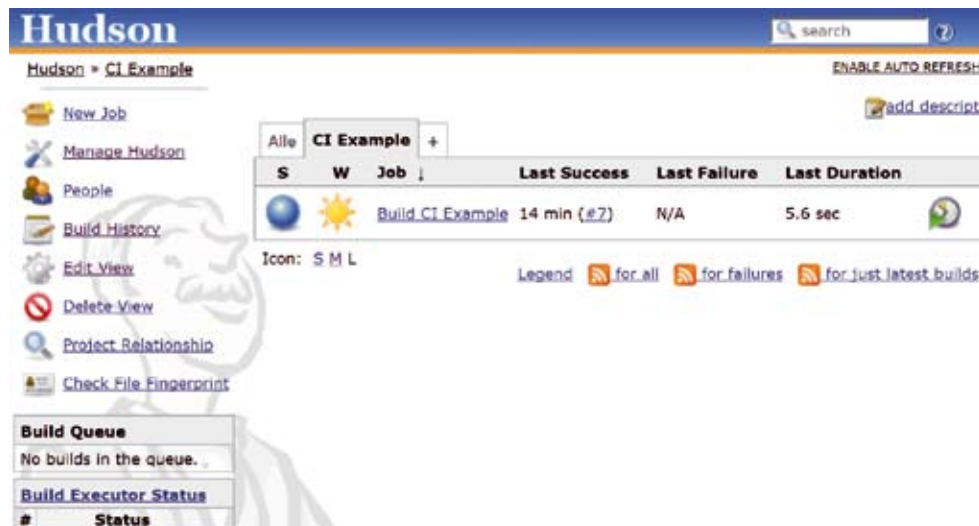 Hudson
search
Hudson » CI Example
ENABLE AUTO REFRESH
add descript
New Job
Manage Hudson
People
Build History
Edit View
Delete View
Project Relationship
Check File Fingerprint
Alle CI Example +
S W Job ↓ Last Success Last Failure Last Duration
Build CI Example 14 min (#7) N/A 5.6 sec
Icon: S M L
Legend for all for failures for just latest builds
Build Queue
No builds in the queue.
Build Executor Status
# Status